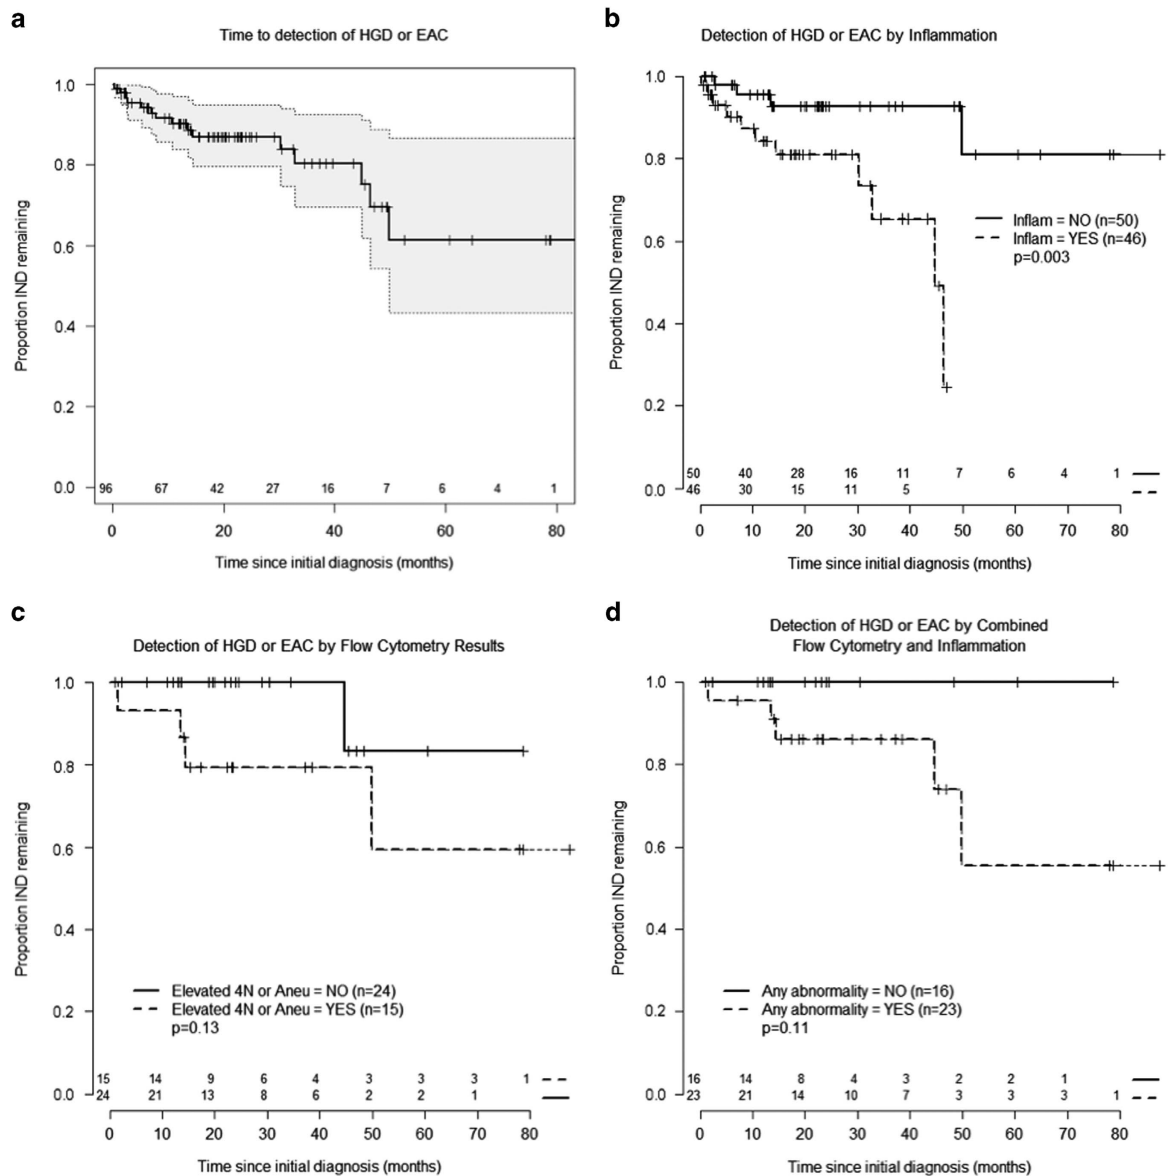 a
Time to detection of HGD or EAC
Proportion IND remaining
1.0
0.8
0.6
0.4
0.2
0.0
96 67 42 27 16 7 6 4 1
0 20 40 60 80
Time since initial diagnosis (months)
b
Detection of HGD or EAC by Inflammation
Proportion IND remaining
1.0
0.8
0.6
0.4
0.2
0.0
Inflam = NO (n=50)
Inflam = YES (n=46)
p=0.003
50 40 28 16 11 7 6 4 1
46 30 15 11 5
0 10 20 30 40 50 60 70 80
Time since initial diagnosis (months)
c
Detection of HGD or EAC by Flow Cytometry Results
Proportion IND remaining
1.0
0.8
0.6
0.4
0.2
0.0
Elevated 4N or Aneu = NO (n=24)
Elevated 4N or Aneu = YES (n=15)
p=0.13
15 14 9 6 4 3 3 3 1
24 21 13 8 6 2 2 1
0 10 20 30 40 50 60 70 80
Time since initial diagnosis (months)
d
Detection of HGD or EAC by Combined
Flow Cytometry and Inflammation
Proportion IND remaining
1.0
0.8
0.6
0.4
0.2
0.0
Any abnormality = NO (n=16)
Any abnormality = YES (n=23)
p=0.11
16 14 8 4 3 2 2 1
23 21 14 10 7 3 3 3 1
0 10 20 30 40 50 60 70 80
Time since initial diagnosis (months)